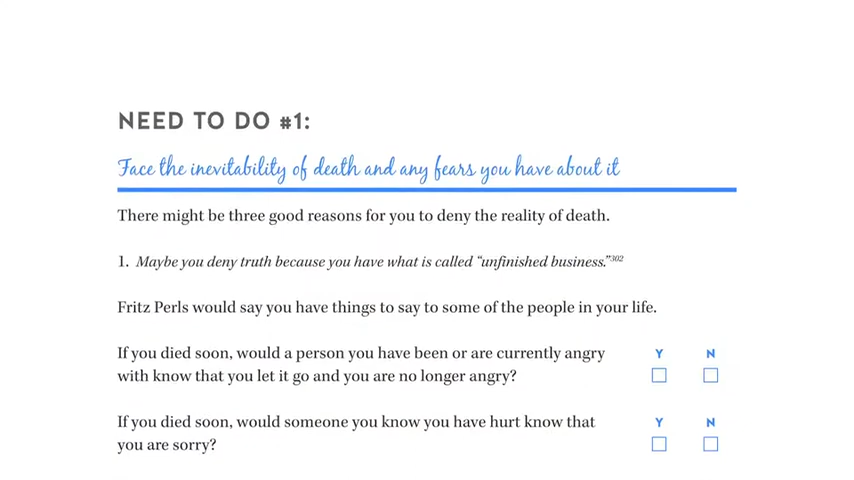 NEED TO DO #1:
Face the inevitability of death and any fears you have about it
There might be three good reasons for you to deny the reality of death.
1. Maybe you deny truth because you have what is called “unfinished business.”302
Fritz Perls would say you have things to say to some of the people in your life.
If you died soon, would a person you have been or are currently angry
with know that you let it go and you are no longer angry?
Y N
If you died soon, would someone you know you have hurt know that
you are sorry?
Y N